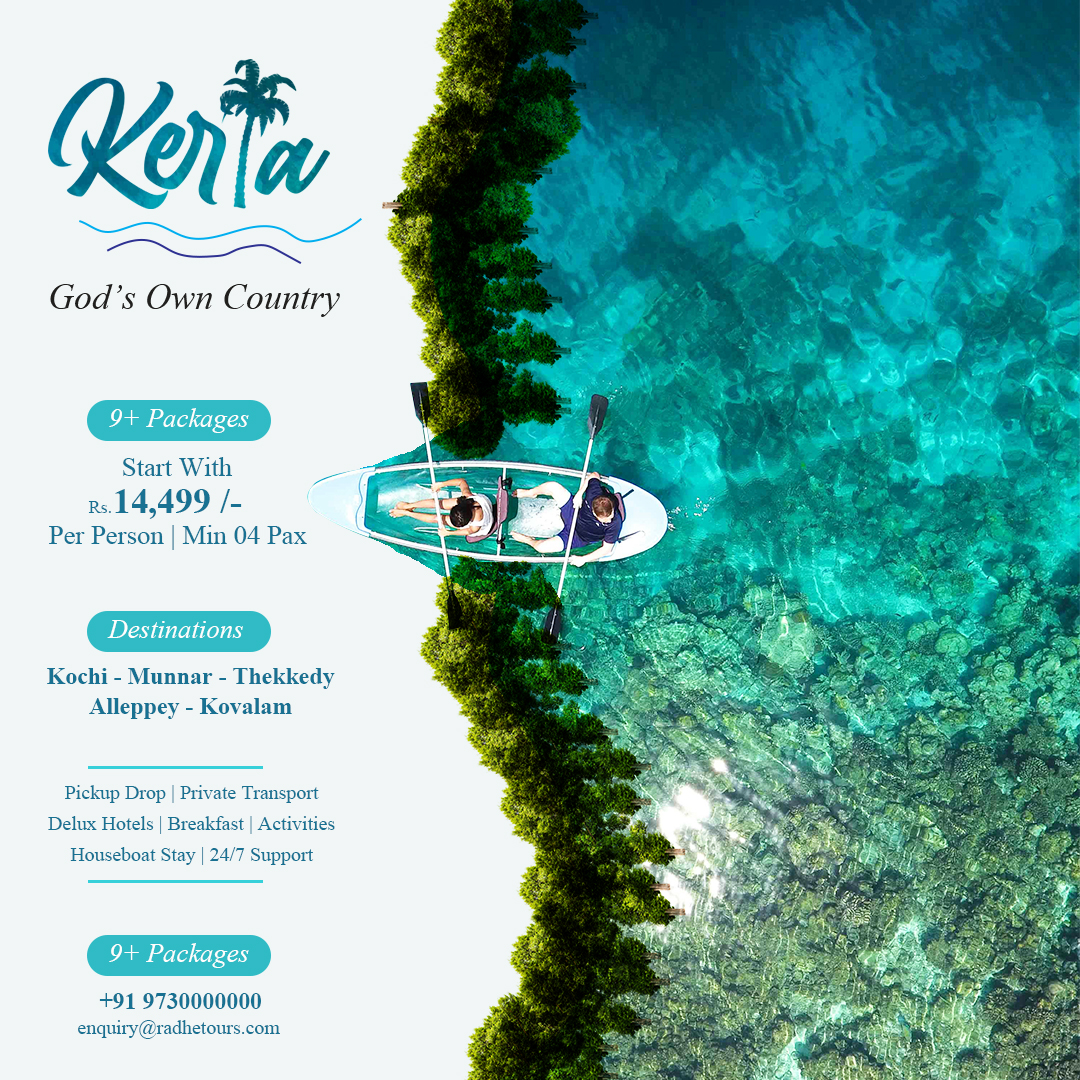 Kerla
God's Own Country
9+ Packages
Start With
Rs.14,499 /-
Per Person | Min 04 Pax
Destinations
Kochi - Munnar - Thekkedy
Alleppey - Kovalam
Pickup Drop | Private Transport
Delux Hotels | Breakfast | Activities
Houseboat Stay | 24/7 Support
9+ Packages
+91 9730000000
enquiry@radhetours.com